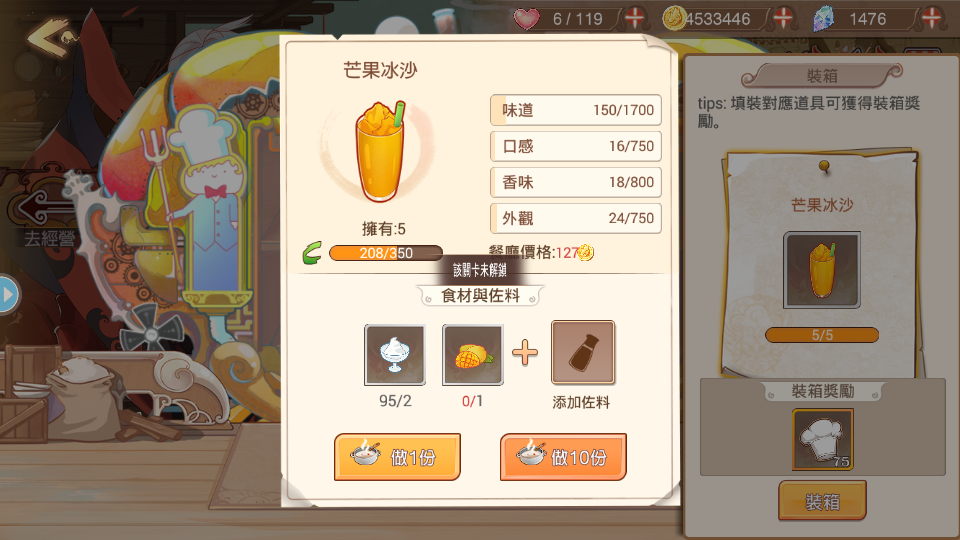 6 / 119
4533446
1476
芒果冰沙
味道 150/1700
口感 16/750
香味 18/800
外觀 24/750
擁有:5
208/350
餐廳價格:127
該關卡未解鎖
食材與佐料
95/2
0/1
添加佐料
做1份
做10份
去經營
裝箱
tips: 填裝對應道具可獲得裝箱獎
勵。
芒果冰沙
5/5
裝箱獎勵
75
裝箱